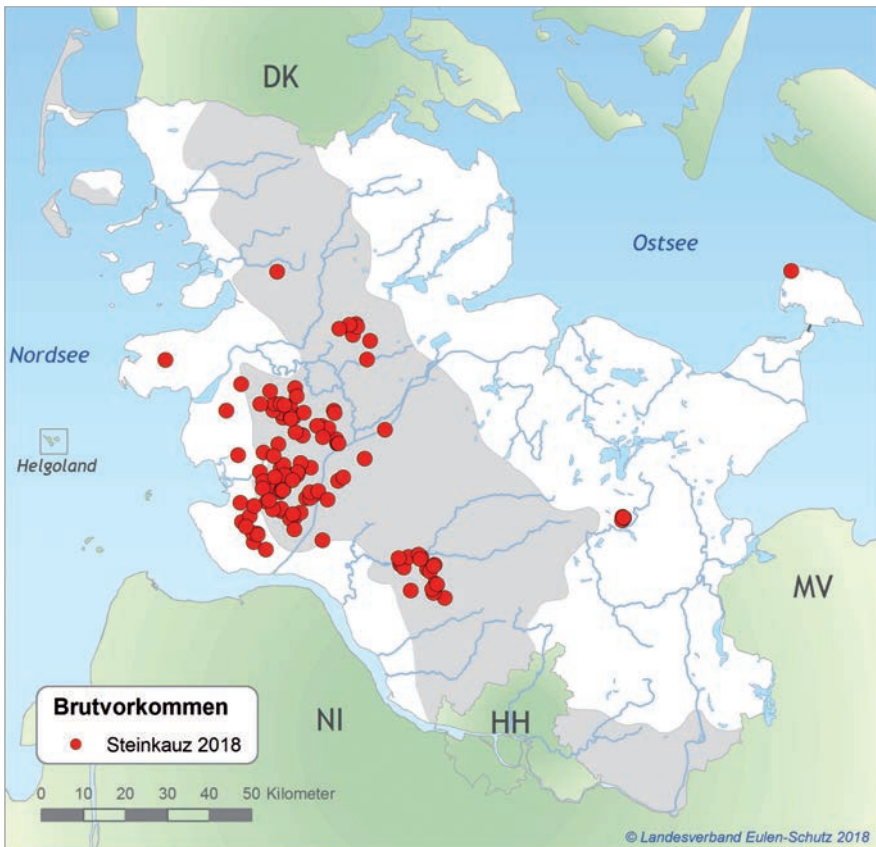 DK
Ostsee
Nordsee
Helgoland
MV
NI
HH
Brutvorkommen
Steinkauz 2018
0 10 20 30 40 50 Kilometer
© Landesverband Eulen-Schutz 2018